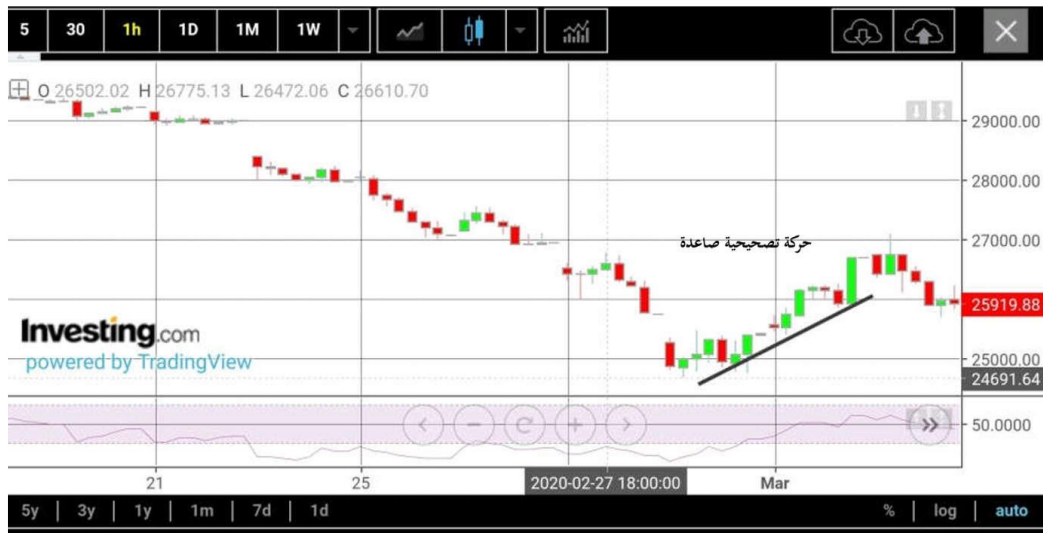 5 30 1h 1D 1M 1W
O 26502.02 H 26775.13 L 26472.06 C 26610.70
29000.00
28000.00
حركة تصحيحية صاعدة
27000.00
25919.88
Investing.com
powered by TradingView
25000.00
24691.64
50.0000
21 25 2020-02-27 18:00:00 Mar
5y 3y 1y 1m 7d 1d % log auto